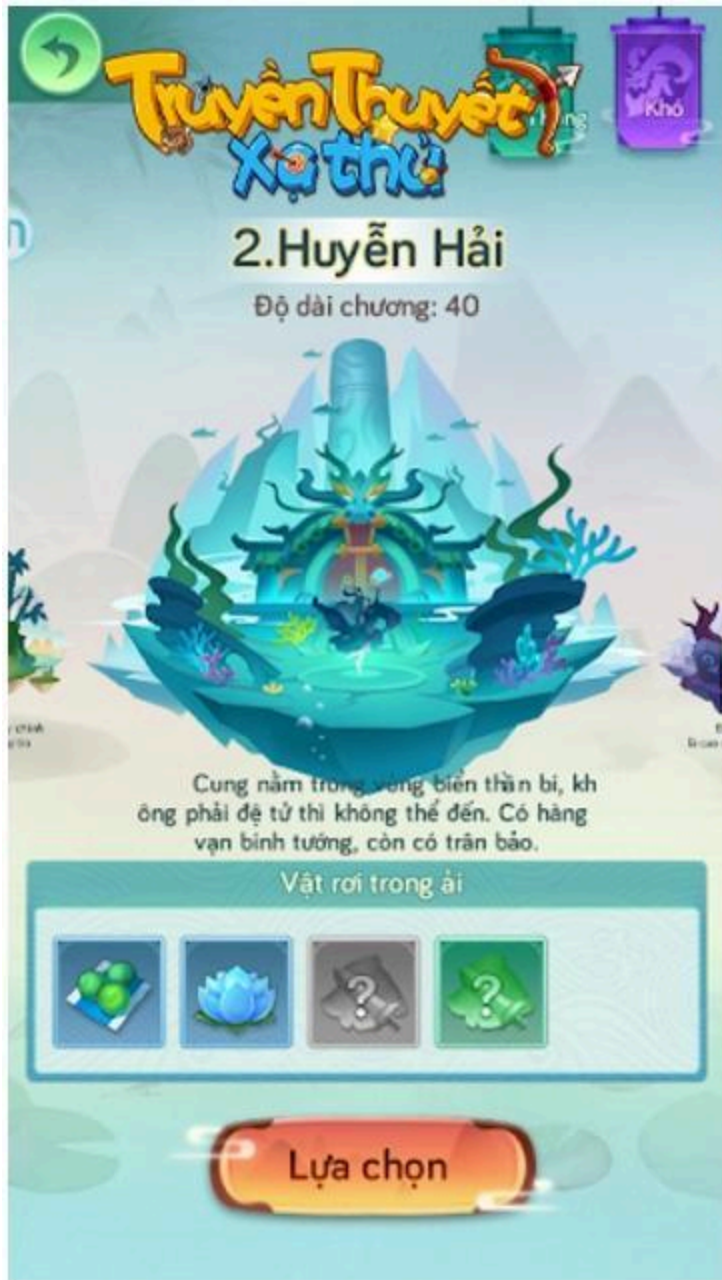 Truyền Thuyết
Xạ thủ
Khó
2.Huyễn Hải
Độ dài chương: 40
Cung nằm trong vòng biển thần bí, kh
ông phải đệ tử thì không thể đến. Có hàng
vạn binh tướng, còn có trân bảo.
Vật rơi trong ải
?
?
Lựa chọn